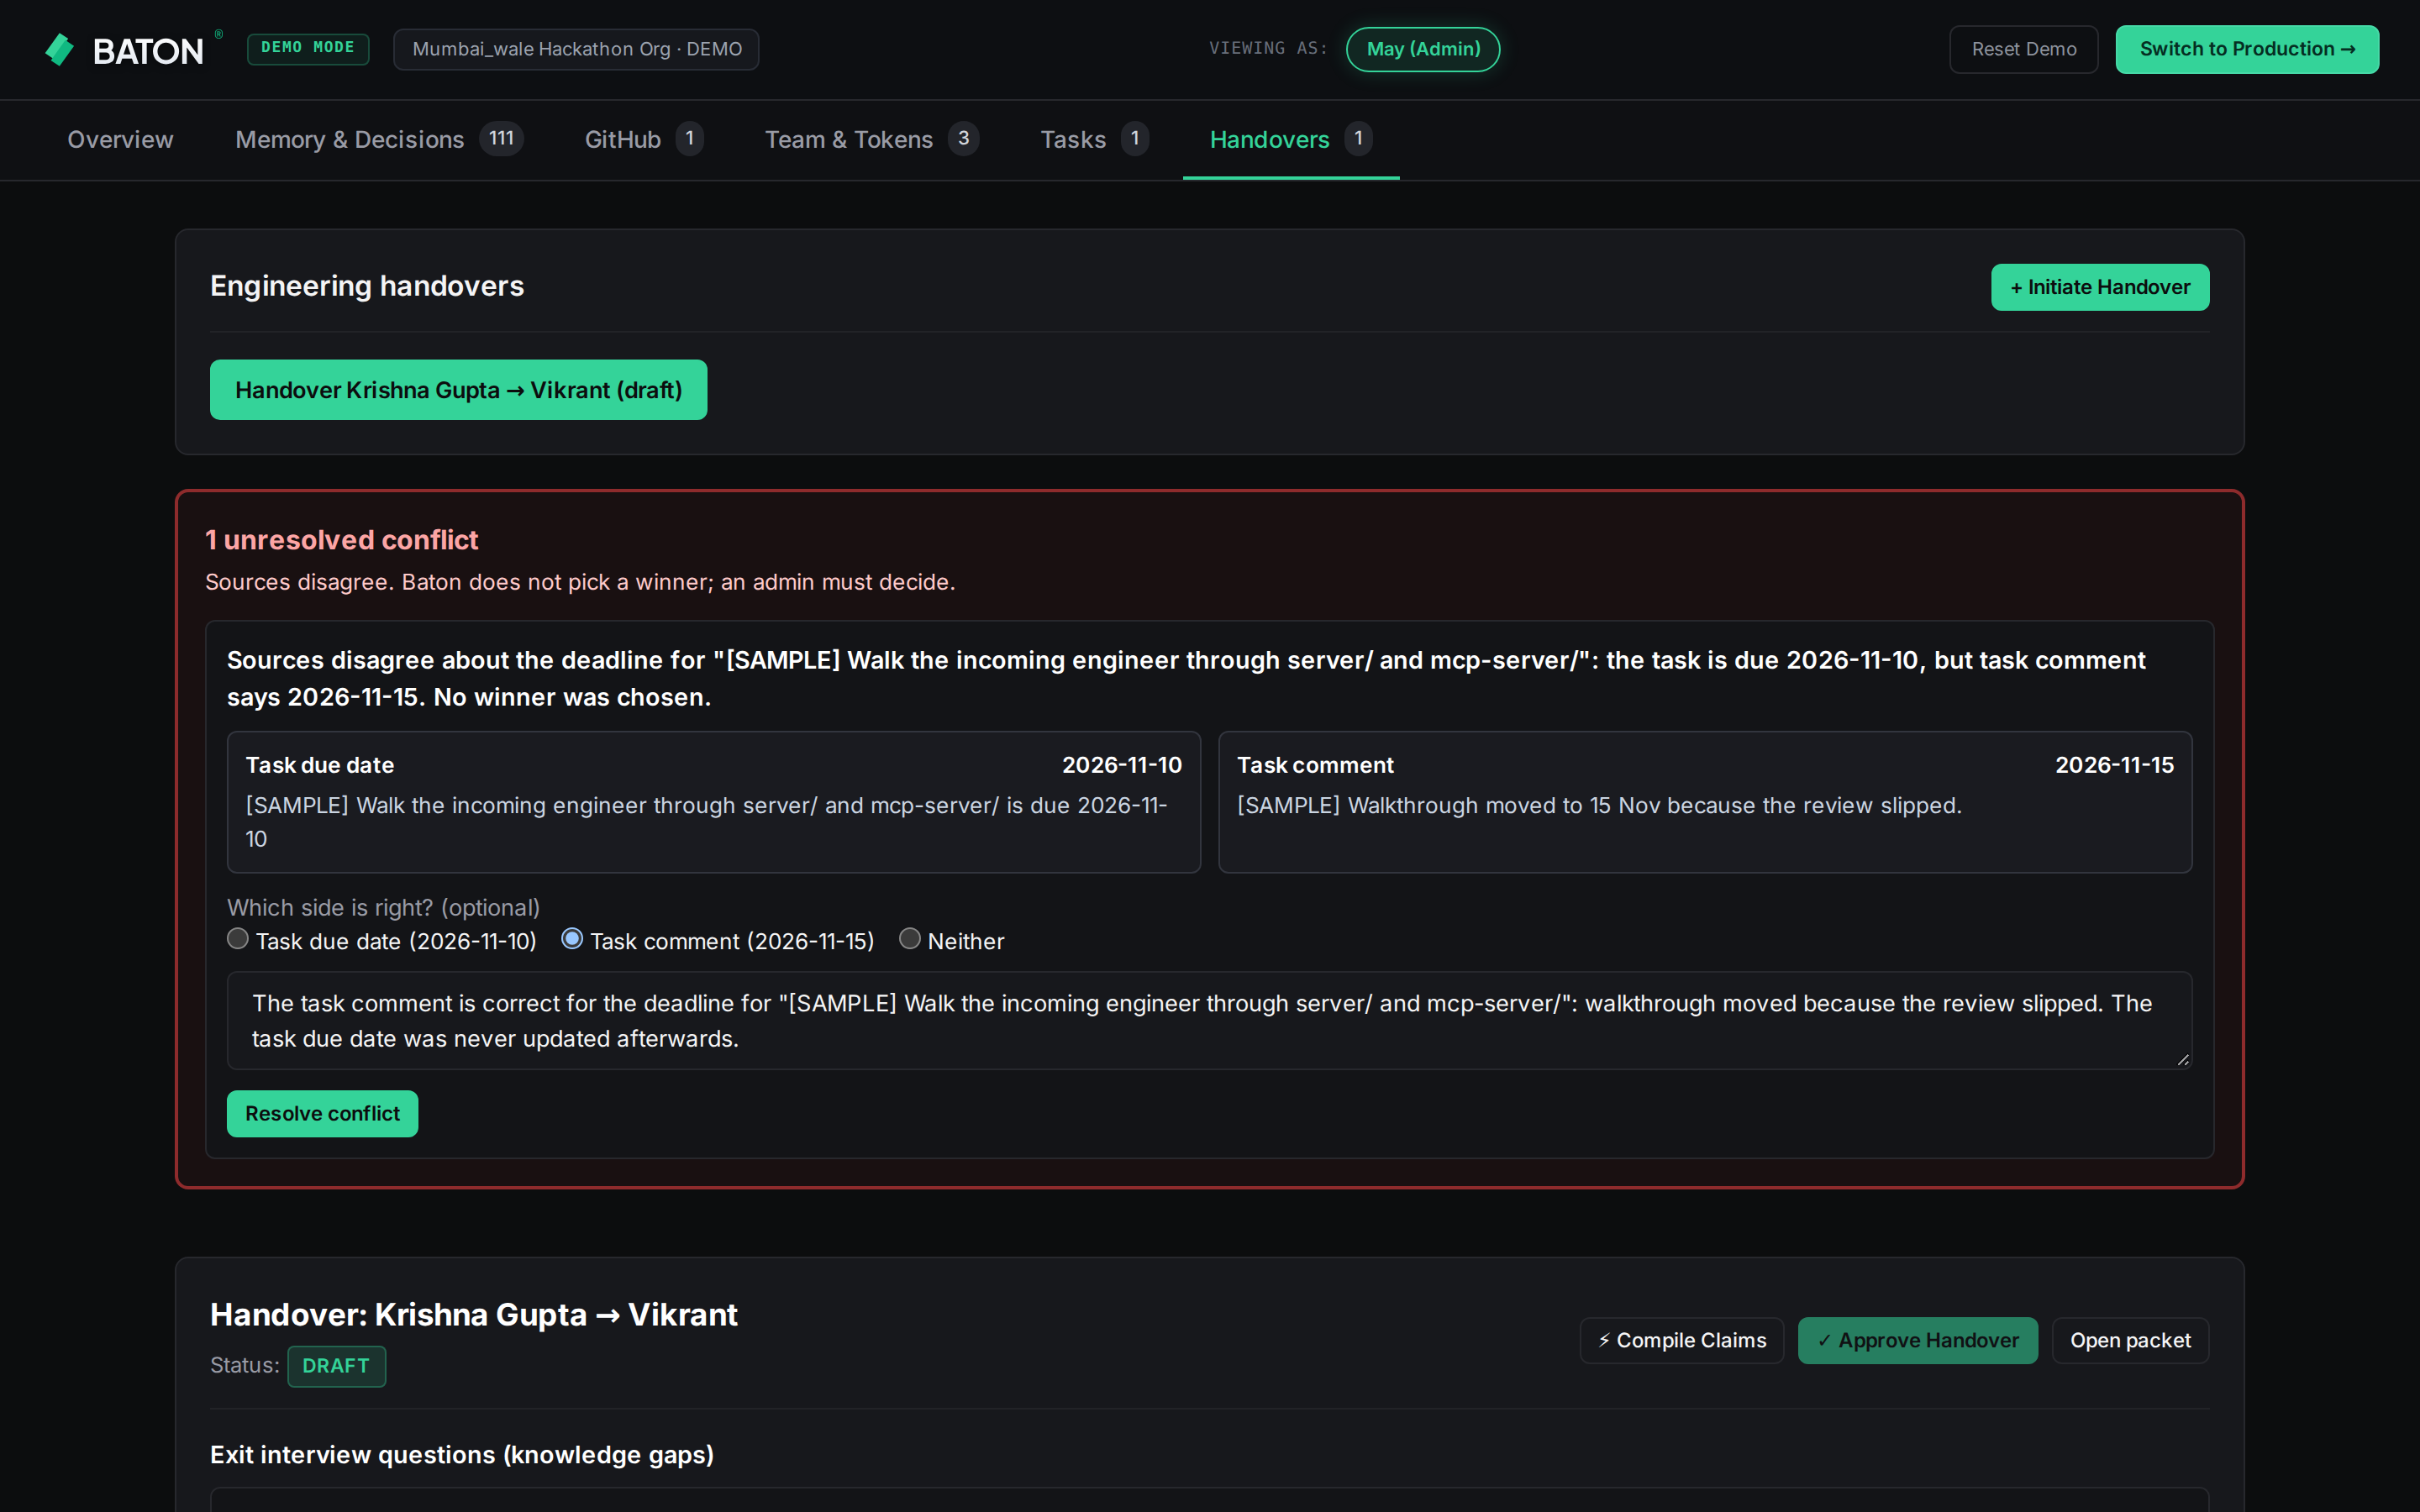 BATON ®
DEMO MODE
Mumbai_wale Hackathon Org · DEMO
VIEWING AS:
May (Admin)
Reset Demo
Switch to Production →
Overview
Memory & Decisions 111
GitHub 1
Team & Tokens 3
Tasks 1
Handovers 1
Engineering handovers
+ Initiate Handover
Handover Krishna Gupta → Vikrant (draft)
1 unresolved conflict
Sources disagree. Baton does not pick a winner; an admin must decide.
Sources disagree about the deadline for "[SAMPLE] Walk the incoming engineer through server/ and mcp-server/": the task is due 2026-11-10, but task comment
says 2026-11-15. No winner was chosen.
Task due date 2026-11-10
[SAMPLE] Walk the incoming engineer through server/ and mcp-server/ is due 2026-11-
10
Task comment 2026-11-15
[SAMPLE] Walkthrough moved to 15 Nov because the review slipped.
Which side is right? (optional)
Task due date (2026-11-10) Task comment (2026-11-15) Neither
The task comment is correct for the deadline for "[SAMPLE] Walk the incoming engineer through server/ and mcp-server/": walkthrough moved because the review slipped. The
task due date was never updated afterwards.
Resolve conflict
Handover: Krishna Gupta → Vikrant
Status: DRAFT
⚡ Compile Claims
✓ Approve Handover
Open packet
Exit interview questions (knowledge gaps)